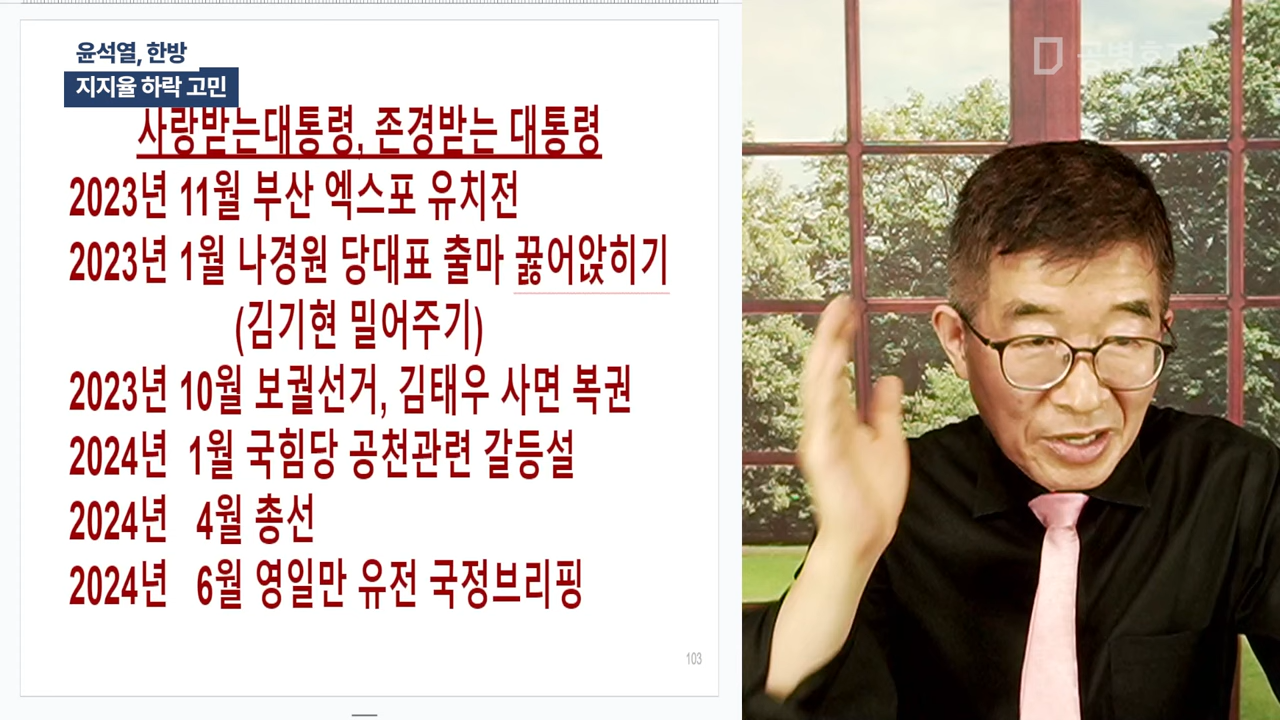 윤석열, 한방
지지율 하락 고민
사랑받는대통령, 존경받는 대통령
2023년 11월 부산 엑스포 유치전
2023년 1월 나경원 당대표 출마 꿇어앉히기
(김기현 밀어주기)
2023년 10월 보궐선거, 김태우 사면 복권
2024년 1월 국힘당 공천관련 갈등설
2024년 4월 총선
2024년 6월 영일만 유전 국정브리핑
103
공병호